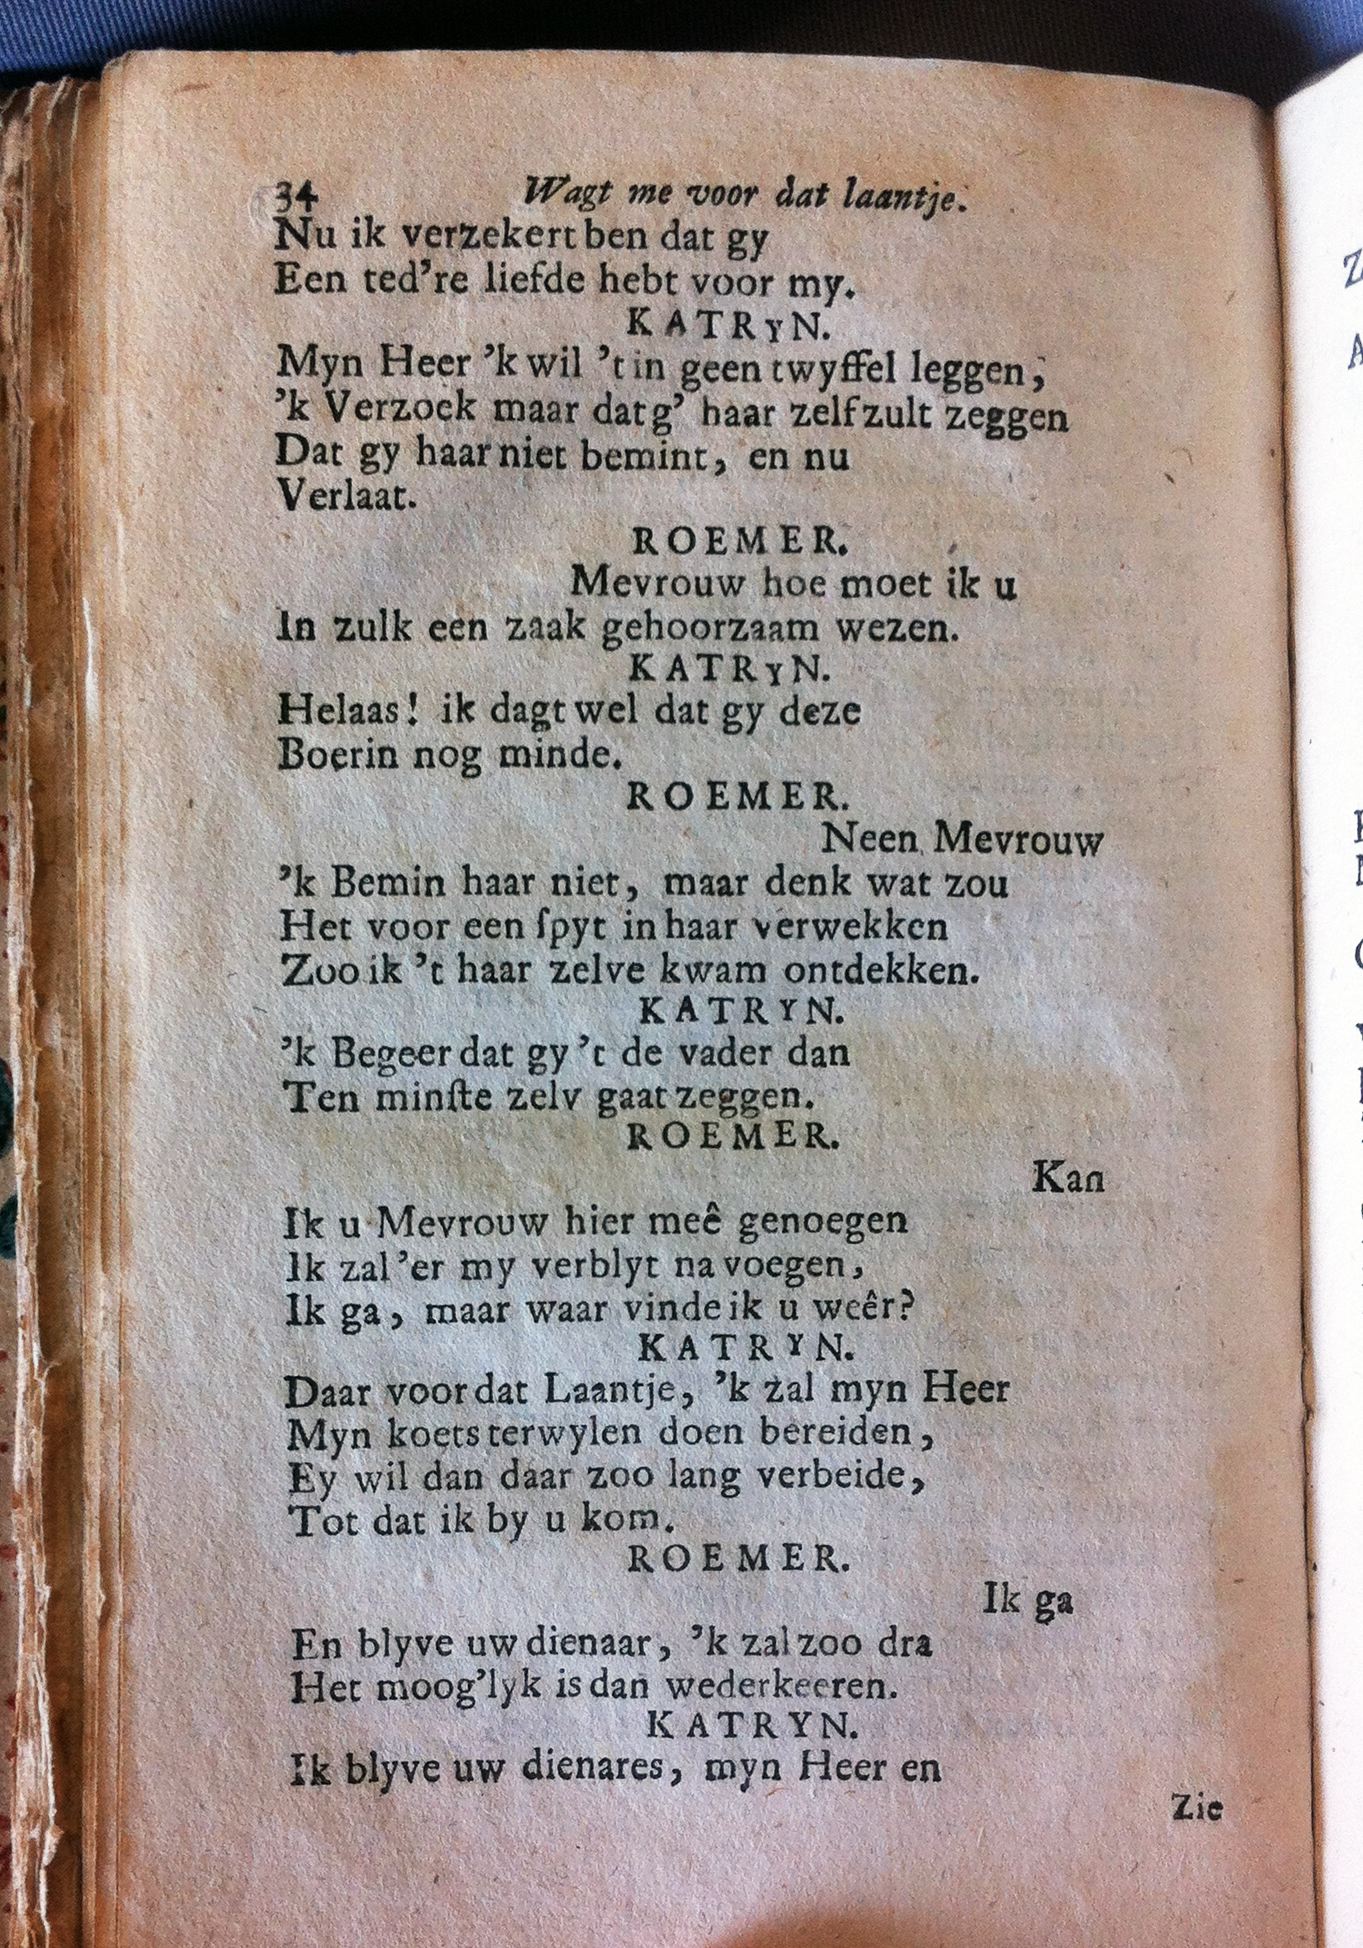 34 Wagt me voor dat laantje.
Nu ik verzekert ben dat gy
Een ted’re liefde hebt voor my.
KATRYN.
Myn Heer ’k wil ’t in geen twyffel leggen,
’k Verzoek maar dat g’ haar zelf zult zeggen
Dat gy haar niet bemint, en nu
Verlaat.
ROEMER.
Mevrouw hoe moet ik u
In zulk een zaak gehoorzaam wezen.
KATRYN.
Helaas! ik dagt wel dat gy deze
Boerin nog minde.
ROEMER.
Neen Mevrouw
’k Bemin haar niet, maar denk wat zou
Het voor een ſpyt in haar verwekken
Zoo ik ’t haar zelve kwam ontdekken.
KATRYN.
’k Begeer dat gy ’t de vader dan
Ten minſte zelv gaat zeggen.
ROEMER.
Kan
Ik u Mevrouw hier meê genoegen
Ik zal ’er my verblyt na voegen,
Ik ga, maar waar vinde ik u weêr?
KATRYN.
Daar voor dat Laantje, ’k zal myn Heer
Myn koets terwylen doen bereiden,
Ey wil dan daar zoo lang verbeide,
Tot dat ik by u kom.
ROEMER.
Ik ga
En blyve uw dienaar, ’k zal zoo dra
Het moog’lyk is dan wederkeeren.
KATRYN.
Ik blyve uw dienares, myn Heer en
Zie